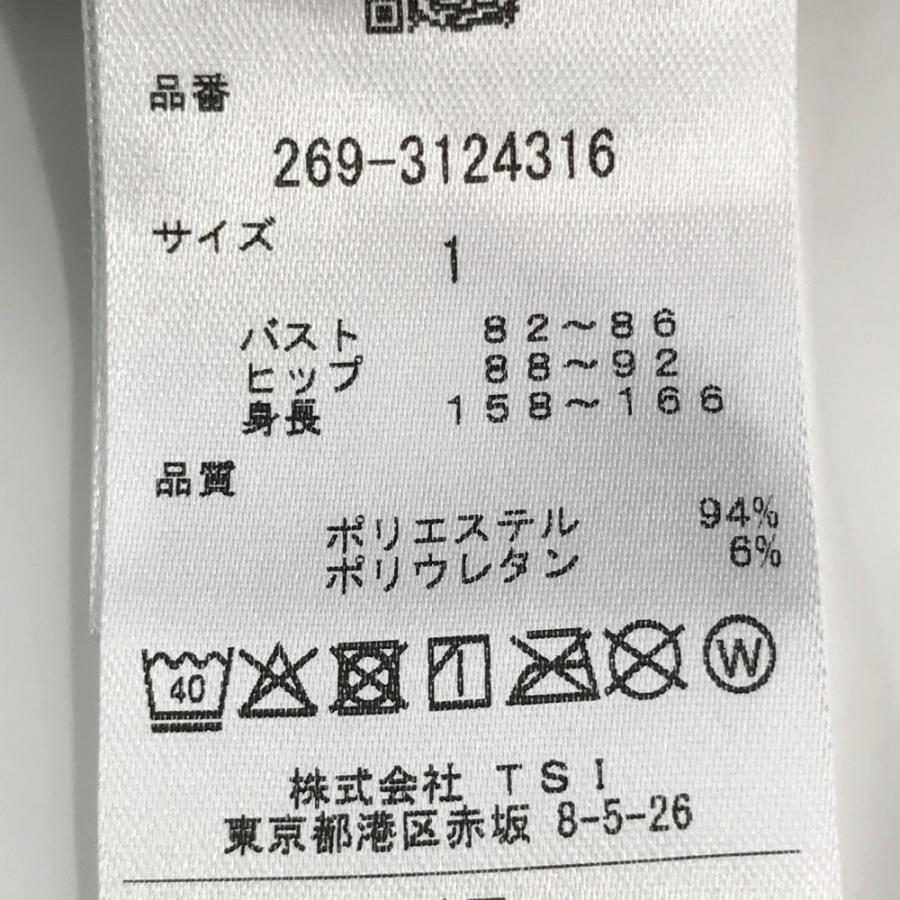 品番
269-3124316
サイズ
1
バスト 82～86
ヒップ 88～92
身長 158～166
品質
ポリエステル 94%
ポリウレタン 6%
40 W
株式会社 TSI
東京都港区赤坂 8-5-26